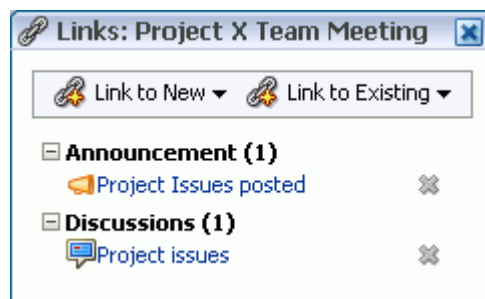 Links: Project X Team Meeting
Link to New Link to Existing
Announcement (1)
Project Issues posted
Discussions (1)
Project issues